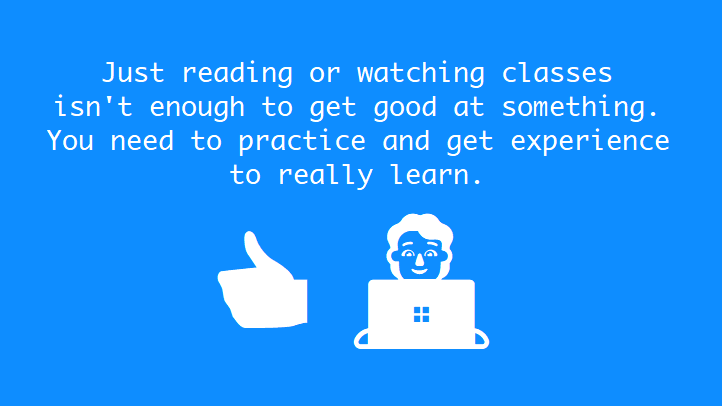 Just reading or watching classes
isn't enough to get good at something.
You need to practice and get experience
to really learn.